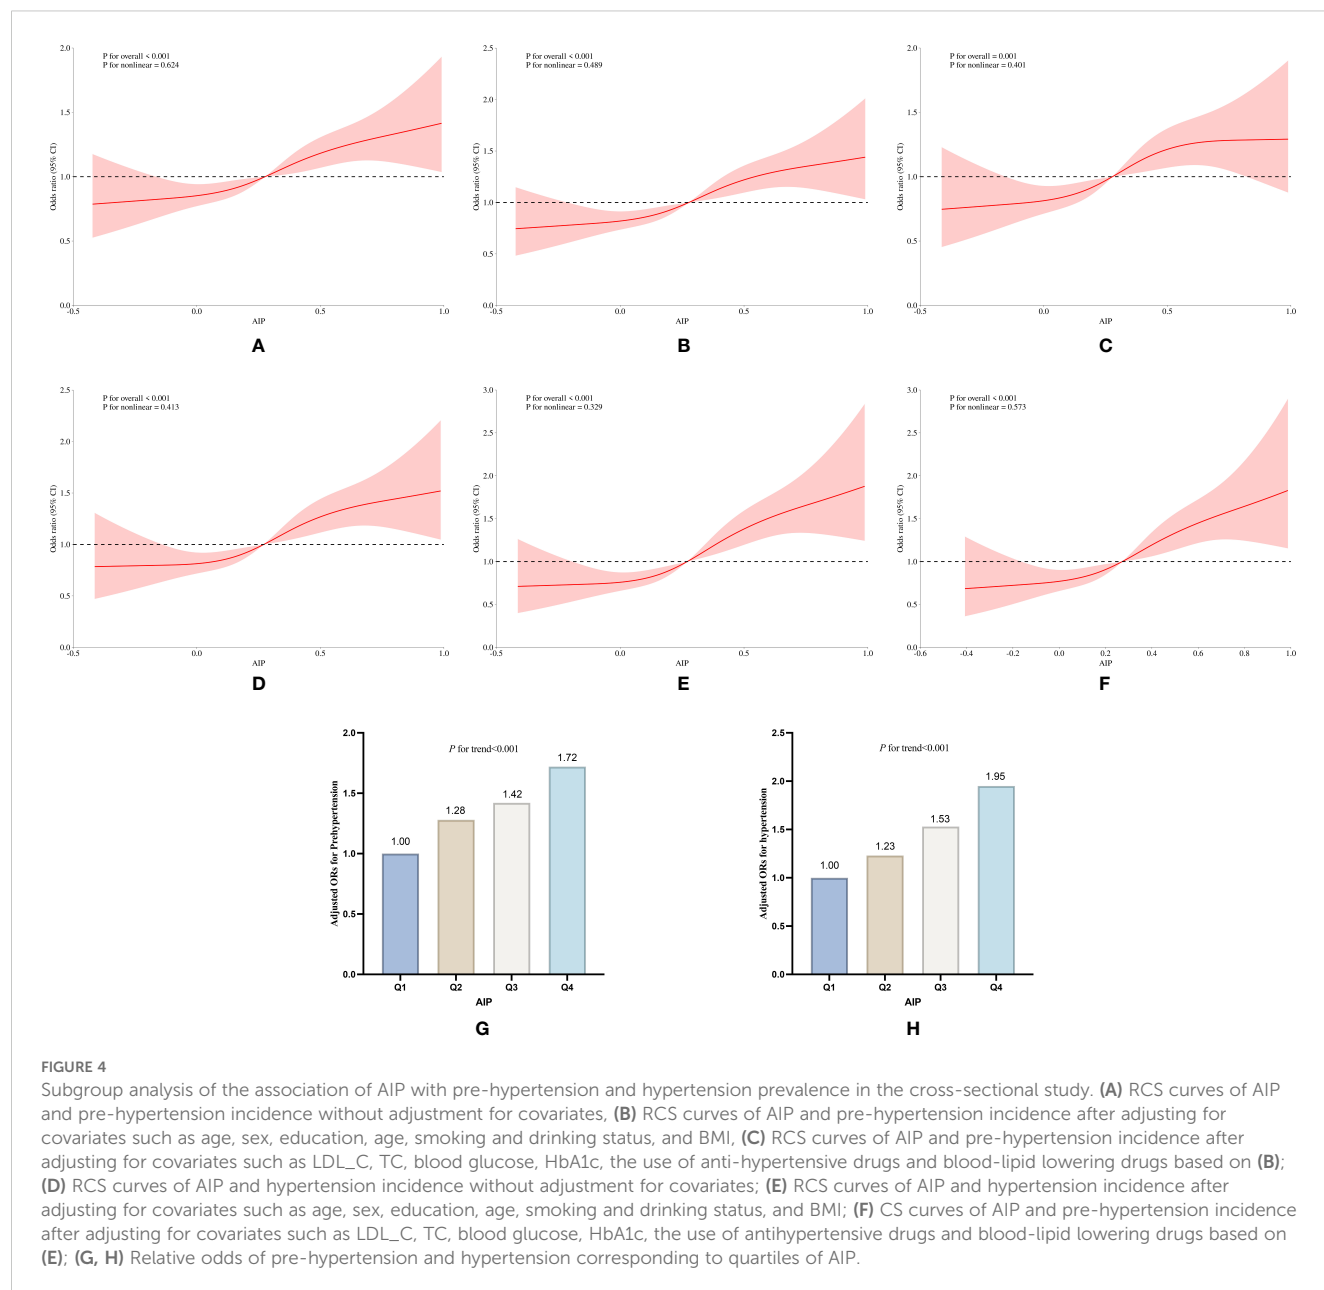 P for overall < 0.001
P for nonlinear = 0.624
Odds ratio (95% CI)
2.0
1.5
1.0
0.5
0.0
-0.5 0.0 0.5 1.0
AIP
A
P for overall < 0.001
P for nonlinear = 0.489
Odds ratio (95% CI)
2.5
2.0
1.5
1.0
0.5
0.0
-0.5 0.0 0.5 1.0
AIP
B
P for overall = 0.001
P for nonlinear = 0.401
Odds ratio (95% CI)
2.0
1.5
1.0
0.5
0.0
-0.5 0.0 0.5 1.0
AIP
C
P for overall < 0.001
P for nonlinear = 0.413
Odds ratio (95% CI)
2.5
2.0
1.5
1.0
0.5
0.0
-0.5 0.0 0.5 1.0
AIP
D
P for overall < 0.001
P for nonlinear = 0.329
Odds ratio (95% CI)
3.0
2.5
2.0
1.5
1.0
0.5
0.0
-0.5 0.0 0.5 1.0
AIP
E
P for overall < 0.001
P for nonlinear = 0.573
Odds ratio (95% CI)
3.0
2.5
2.0
1.5
1.0
0.5
0.0
-0.6 -0.4 -0.2 0.0 0.2 0.4 0.6 0.8 1.0
AIP
F
P for trend<0.001
Adjusted ORs for Prehypertension
2.0
1.5
1.0
0.5
0.0
1.00 1.28 1.42 1.72
Q1 Q2 Q3 Q4
AIP
G
P for trend<0.001
Adjusted ORs for hypertension
2.5
2.0
1.5
1.0
0.5
0.0
1.00 1.23 1.53 1.95
Q1 Q2 Q3 Q4
AIP
H
FIGURE 4
Subgroup analysis of the association of AIP with pre-hypertension and hypertension prevalence in the cross-sectional study. (A) RCS curves of AIP
and pre-hypertension incidence without adjustment for covariates, (B) RCS curves of AIP and pre-hypertension incidence after adjusting for
covariates such as age, sex, education, age, smoking and drinking status, and BMI, (C) RCS curves of AIP and pre-hypertension incidence after
adjusting for covariates such as LDL_C, TC, blood glucose, HbA1c, the use of anti-hypertensive drugs and blood-lipid lowering drugs based on (B);
(D) RCS curves of AIP and hypertension incidence without adjustment for covariates; (E) RCS curves of AIP and hypertension incidence after
adjusting for covariates such as age, sex, education, age, smoking and drinking status, and BMI; (F) CS curves of AIP and pre-hypertension incidence
after adjusting for covariates such as LDL_C, TC, blood glucose, HbA1c, the use of antihypertensive drugs and blood-lipid lowering drugs based on
(E); (G, H) Relative odds of pre-hypertension and hypertension corresponding to quartiles of AIP.